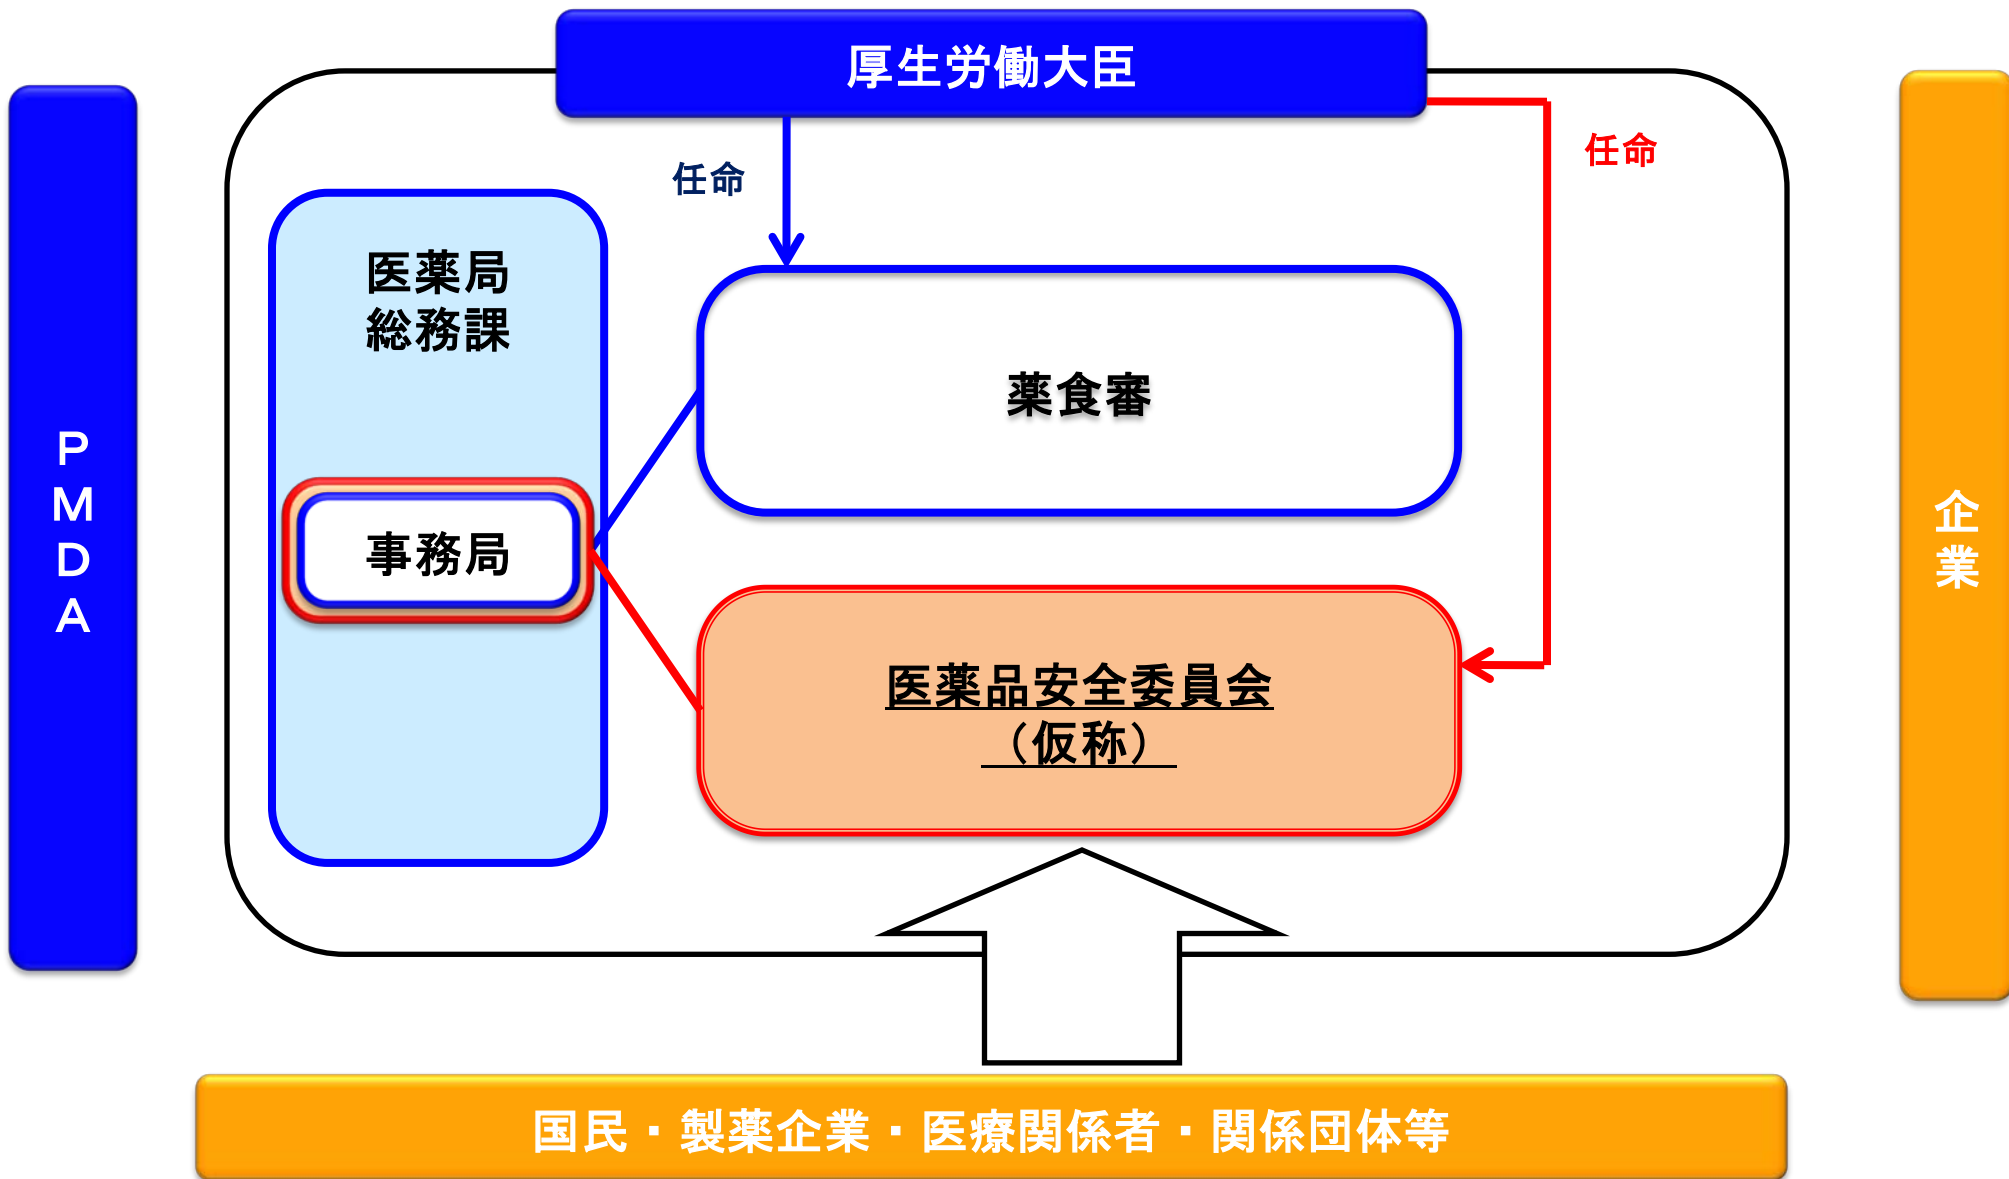 厚生労働大臣
任命
任命
医薬局
総務課
薬食審
PMDA
事務局
企業
医薬品安全委員会
（仮称）
国民・製薬企業・医療関係者・関係団体等